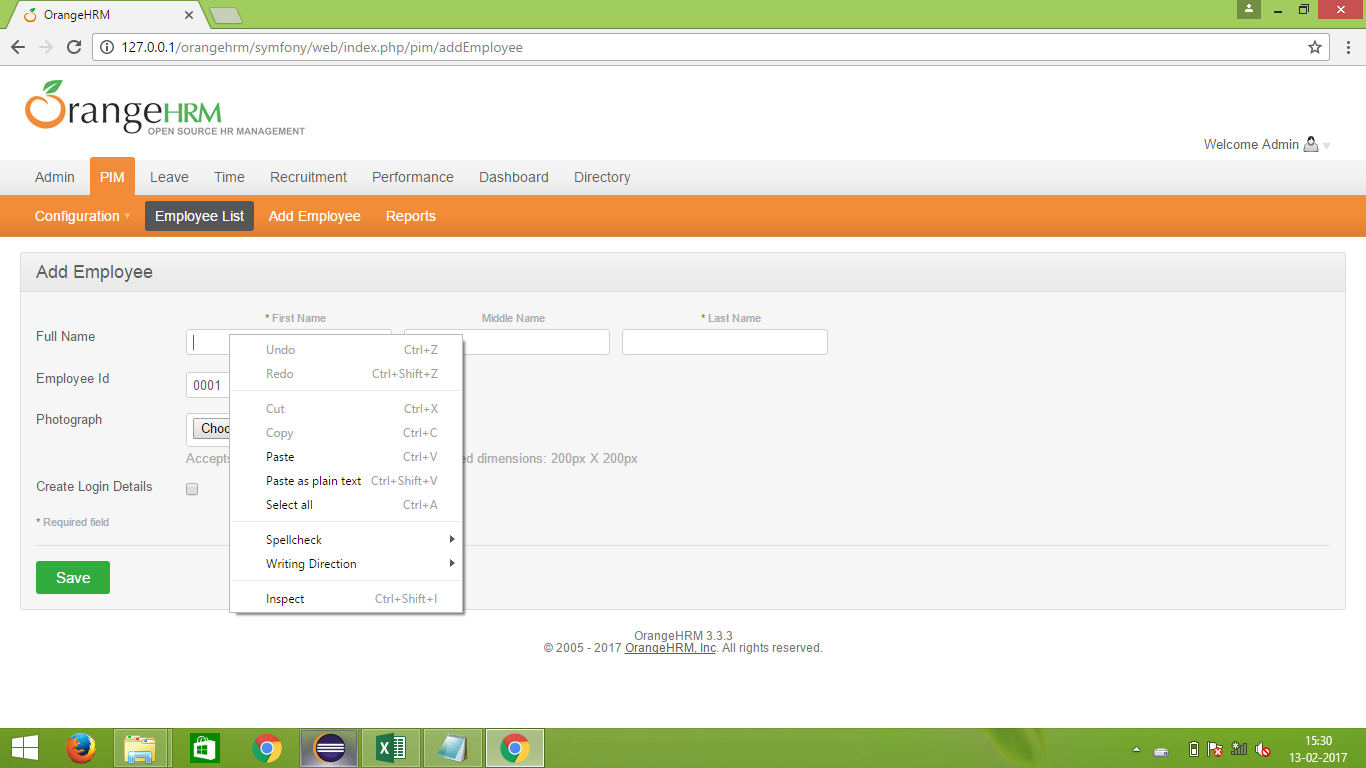 OrangeHRM
127.0.0.1/orangehrm/symfony/web/index.php/pim/addEmployee
OrangeHRM
OPEN SOURCE HR MANAGEMENT
Welcome Admin
Admin PIM Leave Time Recruitment Performance Dashboard Directory
Configuration Employee List Add Employee Reports
Add Employee
* First Name Middle Name * Last Name
Full Name
Undo Ctrl+Z
Redo Ctrl+Shift+Z
Employee Id 0001
Cut Ctrl+X
Photograph
Choo
Copy Ctrl+C
Paste Ctrl+V
Accepts ed dimensions: 200px X 200px
Paste as plain text Ctrl+Shift+V
Create Login Details
Select all Ctrl+A
* Required field
Spellcheck
Writing Direction
Save
Inspect Ctrl+Shift+I
OrangeHRM 3.3.3
© 2005 - 2017 OrangeHRM, Inc. All rights reserved.
15:30
13-02-2017